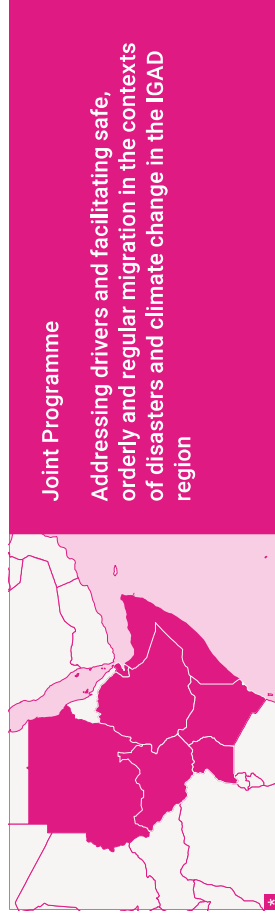 Joint Programme
Addressing drivers and facilitating safe,
orderly and regular migration in the contexts
of disasters and climate change in the IGAD
region
*